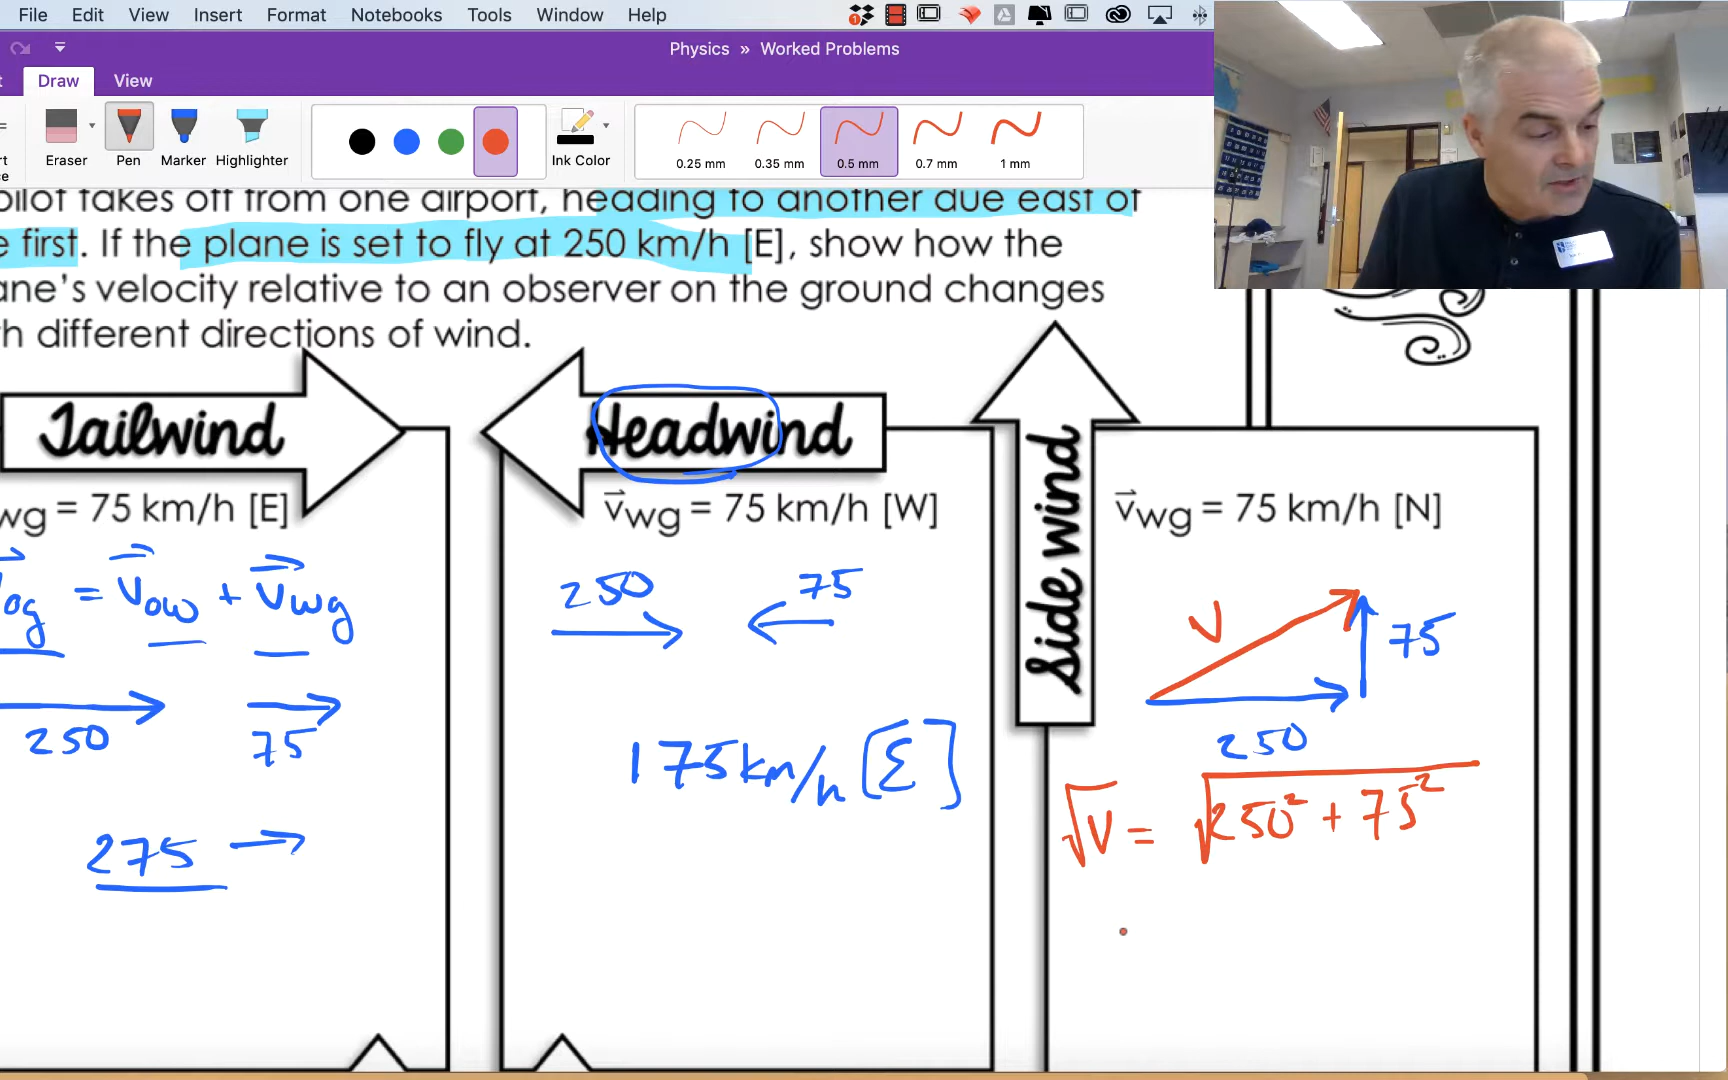 File Edit View Insert Format Notebooks Tools Window Help
Physics » Worked Problems
Draw View
Eraser Pen Marker Highlighter Ink Color 0.25 mm 0.35 mm 0.5 mm 0.7 mm 1 mm
pilot takes off from one airport, heading to another due east of
e first. If the plane is set to fly at 250 km/h [E], show how the
ane's velocity relative to an observer on the ground changes
h different directions of wind.
Tailwind
wg = 75 km/h [E]
og = vow + vwg
250 75
275 →
Headwind
v⃗wg = 75 km/h [W]
250 75
175 km/h [E]
Side wind
v⃗wg = 75 km/h [N]
V
75
250
√V = √250² + 75²